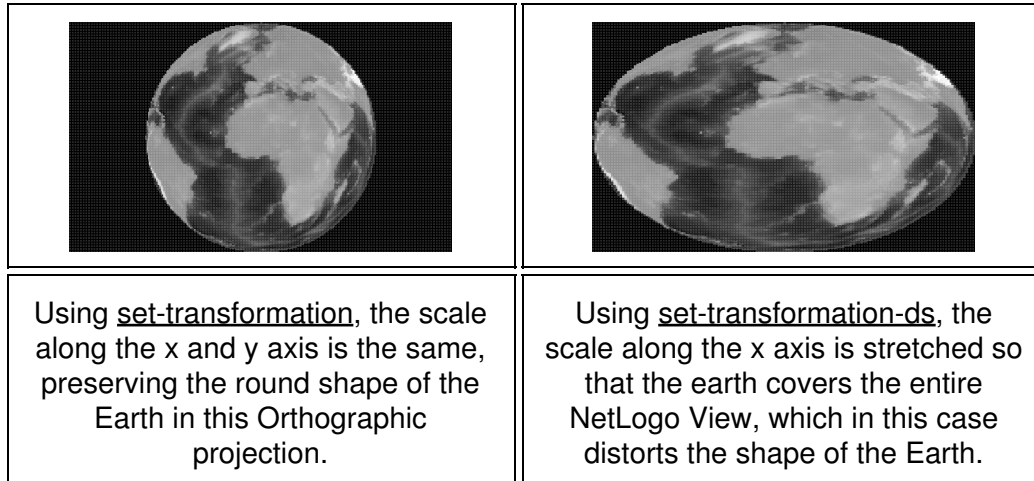 Using set-transformation, the scale
along the x and y axis is the same,
preserving the round shape of the
Earth in this Orthographic
projection.
Using set-transformation-ds, the
scale along the x axis is stretched so
that the earth covers the entire
NetLogo View, which in this case
distorts the shape of the Earth.